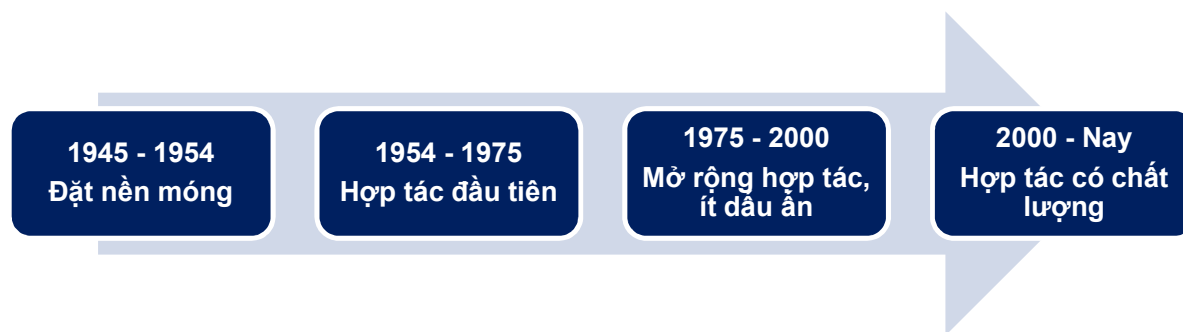 1945 - 1954
Đặt nền móng
1954 - 1975
Hợp tác đầu tiên
1975 - 2000
Mở rộng hợp tác,
ít dấu ấn
2000 - Nay
Hợp tác có chất
lượng